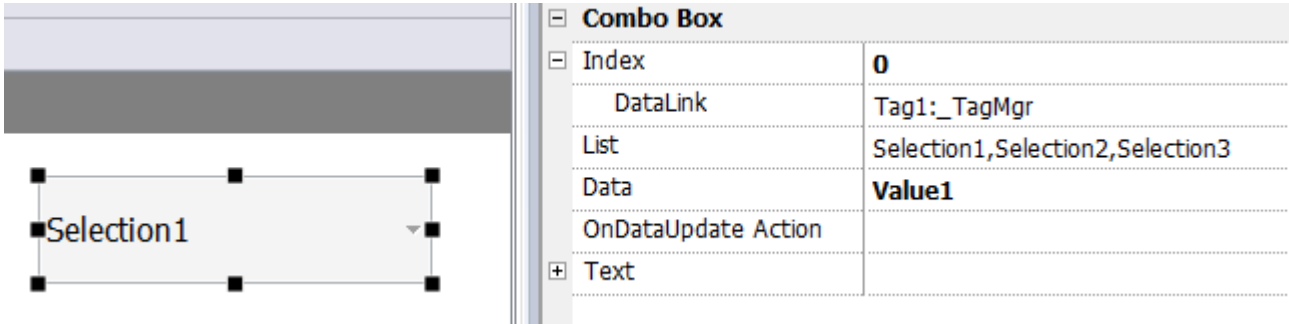 Selection1
Combo Box
Index 0
DataLink Tag1:_TagMgr
List Selection1,Selection2,Selection3
Data Value1
OnDataUpdate Action
Text